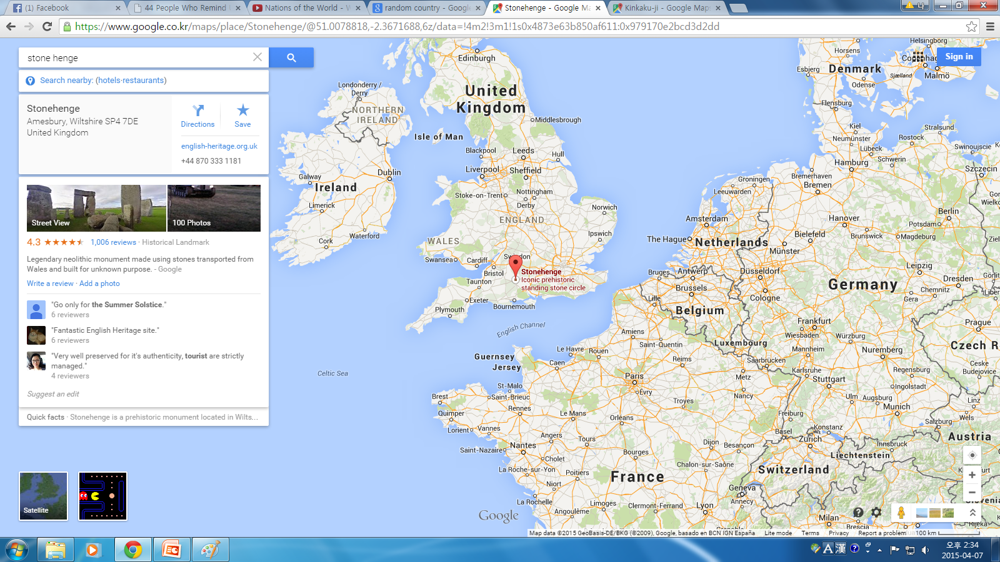 (1) Facebook
44 People Who Remind U
Nations of the World - W
random country - Google
Stonehenge - Google Ma
Kinkaku-ji - Google Maps
https://www.google.co.kr/maps/place/Stonehenge/@51.0078818,-2.3671688,6z/data=!4m2!3m1!1s0x4873e63b850af611:0x979170e2bcd3d2dd
stone henge
Sign in
Search nearby: (hotels·restaurants)
Stonehenge
Amesbury, Wiltshire SP4 7DE
United Kingdom
Directions
Save
english-heritage.org.uk
+44 870 333 1181
Street View
100 Photos
4.3
1,006 reviews · Historical Landmark
Legendary neolithic monument made using stones transported from
Wales and built for unknown purpose. - Google
Write a review · Add a photo
"Go only for the Summer Solstice."
6 reviewers
"Fantastic English Heritage site."
6 reviewers
"Very well preserved for it's authenticity, tourist are strictly
managed."
4 reviewers
Suggest an edit
Quick facts · Stonehenge is a prehistoric monument located in Wilts...
Satellite
Edinburgh
Londonderry /
Derry
United
Kingdom
NORTHERN
IRELAND
Middlesbrough
Isle of Man
Blackpool
Leeds
Hull
Liverpool
Sheffield
Dublin
Galway
Ireland
Limerick
Stoke-on-Trent
Nottingham
Derby
Norwich
ENGLAND
Waterford
Cork
WALES
Ipswich
Swansea
Cardiff
Swindon
Bristol
Stonehenge
Iconic prehistoric
standing stone circle
Taunton
Exeter
Bournemouth
Plymouth
English Channel
Guernsey
Jersey
Celtic Sea
Helsingborg
Horsens
Copenhag
Esbjerg
Denmark
Sjælland
Malmö
Odense
Flensburg
Kiel
Stralsund
Neumünster
Rostock
Lübeck
Swinoujscie
Hamburg
Schwerin
Szczecin
Groningen
Bremerhaven
Leeuwarden
Bremen
Amsterdam
Hanover
Berlin
Potsdam
The Hague
Netherlands
Bielefeld
Brunswick
Magdeburg
Münster
Bruges
Antwerp
Düsseldorf
Leipzig
Dresden
Brussels
Germany
Lille
Cologne
Chemnitz
Gera
Belgium
Frankfurt
Prague
Amiens
Wiesbaden
Würzburg
Saint-Quentin
Luxembourg
Czech R
Le Havre
Rouen
Mannheim
Nuremberg
Caen
Reims
Saarbrücken
Ceske
Budejovice
Karlsruhe
Regensburg
Paris
Metz
Stuttgart
Ingolstadt
St-Malo
Évry
Nancy
Brest
Saint-Brieuc
Troyes
Ulm
Augsburg
Linz
Quimper
Rennes
Le Mans
Orléans
Freiburg
Munich
Wels
Lorient
Vannes
Salzburg
Basel
Konstanz
Angers
Tours
Dijon
Zürich
Austria
Saint-Nazaire
Nantes
Bourges
Besançon
Innsbruck
Cholet
Liechtenstein
La Roche-sur-Yon
Poitiers
Chalon-sur-Saône
Switzerland
Niort
France
Geneva
La Rochelle
Limoges
Clermont-Ferrand
Annecy
Lyon
Angoulême
Milan
Brescia
Rijeka
Google
Map data ©2015 GeoBasis-DE/BKG (©2009), Google, basado en BCN IGN España
Lite mode
Terms
Privacy
Report a problem
100 km
A 漢
오후 2:34
2015-04-07